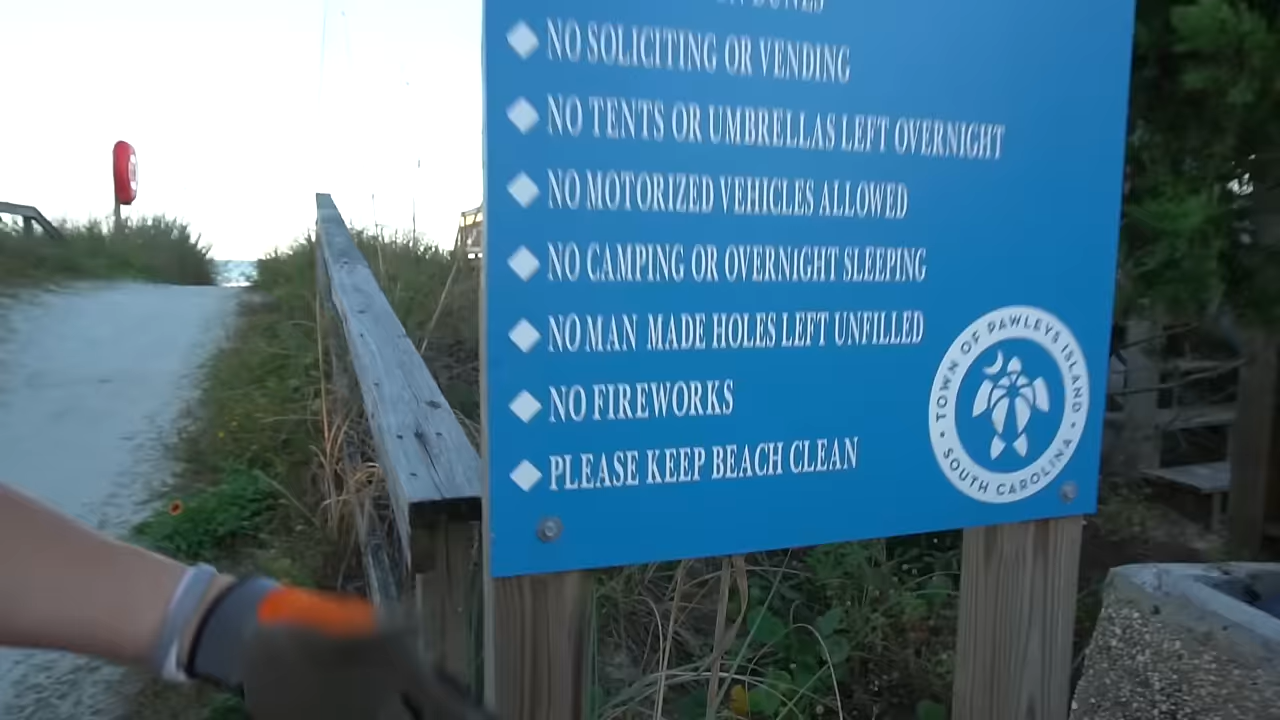 DUNES
NO SOLICITING OR VENDING
NO TENTS OR UMBRELLAS LEFT OVERNIGHT
NO MOTORIZED VEHICLES ALLOWED
NO CAMPING OR OVERNIGHT SLEEPING
NO MAN MADE HOLES LEFT UNFILLED
NO FIREWORKS
PLEASE KEEP BEACH CLEAN
TOWN OF PAWLEYS ISLAND
SOUTH CAROLINA